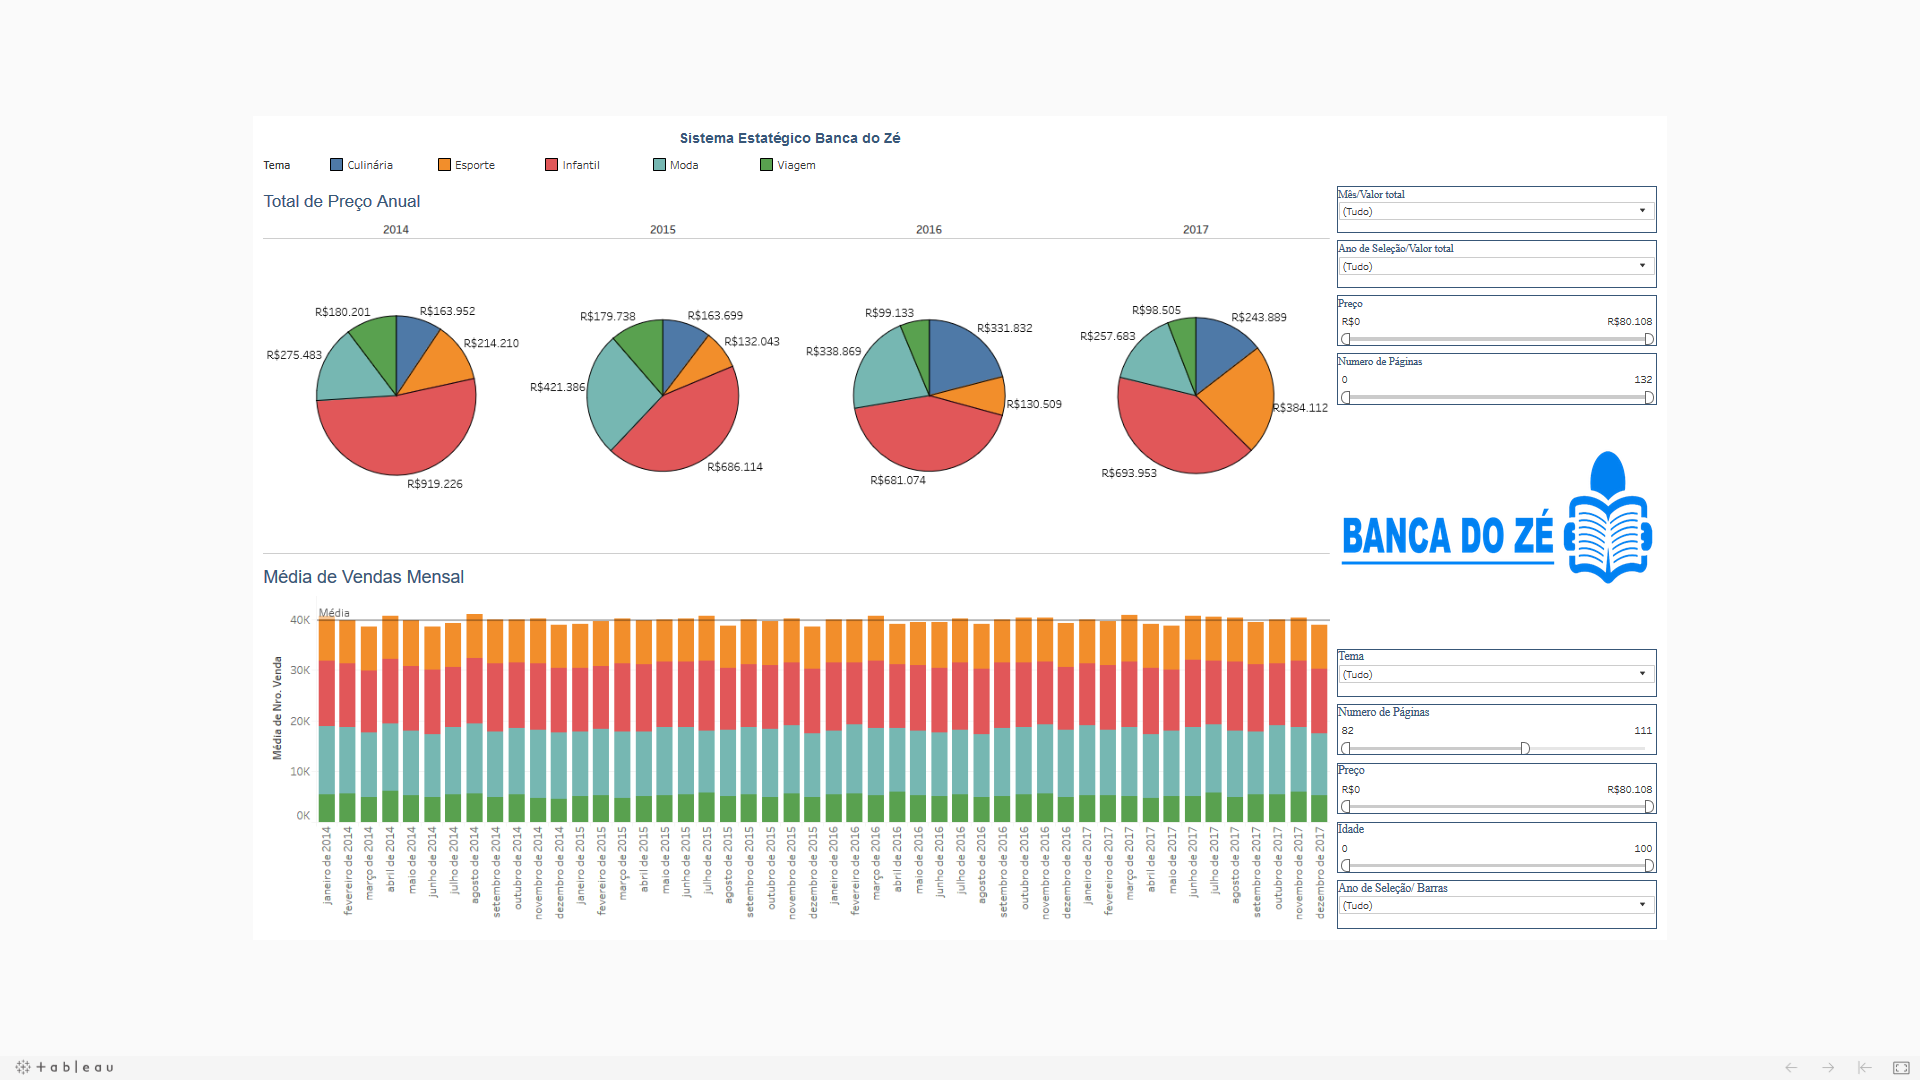 Sistema Estatégico Banca do Zé
Tema Culinária Esporte Infantil Moda Viagem
Total de Preço Anual
2014 2015 2016 2017
R$180.201 R$163.952
R$214.210
R$275.483
R$919.226
R$179.738 R$163.699
R$132.043
R$421.386
R$686.114
R$99.133
R$331.832
R$338.869
R$130.509
R$681.074
R$98.505
R$243.889
R$257.683
R$384.112
R$693.953
Mês/Valor total
(Tudo)
Ano de Seleção/Valor total
(Tudo)
Preço
R$0 R$80.108
Numero de Páginas
0 132
BANCA DO ZÉ
Média de Vendas Mensal
Média
Média de Nro. Venda
40K
30K
20K
10K
0K
janeiro de 2014
fevereiro de 2014
março de 2014
abril de 2014
maio de 2014
junho de 2014
julho de 2014
agosto de 2014
setembro de 2014
outubro de 2014
novembro de 2014
dezembro de 2014
janeiro de 2015
fevereiro de 2015
março de 2015
abril de 2015
maio de 2015
junho de 2015
julho de 2015
agosto de 2015
setembro de 2015
outubro de 2015
novembro de 2015
dezembro de 2015
janeiro de 2016
fevereiro de 2016
março de 2016
abril de 2016
maio de 2016
junho de 2016
julho de 2016
agosto de 2016
setembro de 2016
outubro de 2016
novembro de 2016
dezembro de 2016
janeiro de 2017
fevereiro de 2017
março de 2017
abril de 2017
maio de 2017
junho de 2017
julho de 2017
agosto de 2017
setembro de 2017
outubro de 2017
novembro de 2017
dezembro de 2017
Tema
(Tudo)
Numero de Páginas
82 111
Preço
R$0 R$80.108
Idade
0 100
Ano de Seleção/ Barras
(Tudo)
+ableau